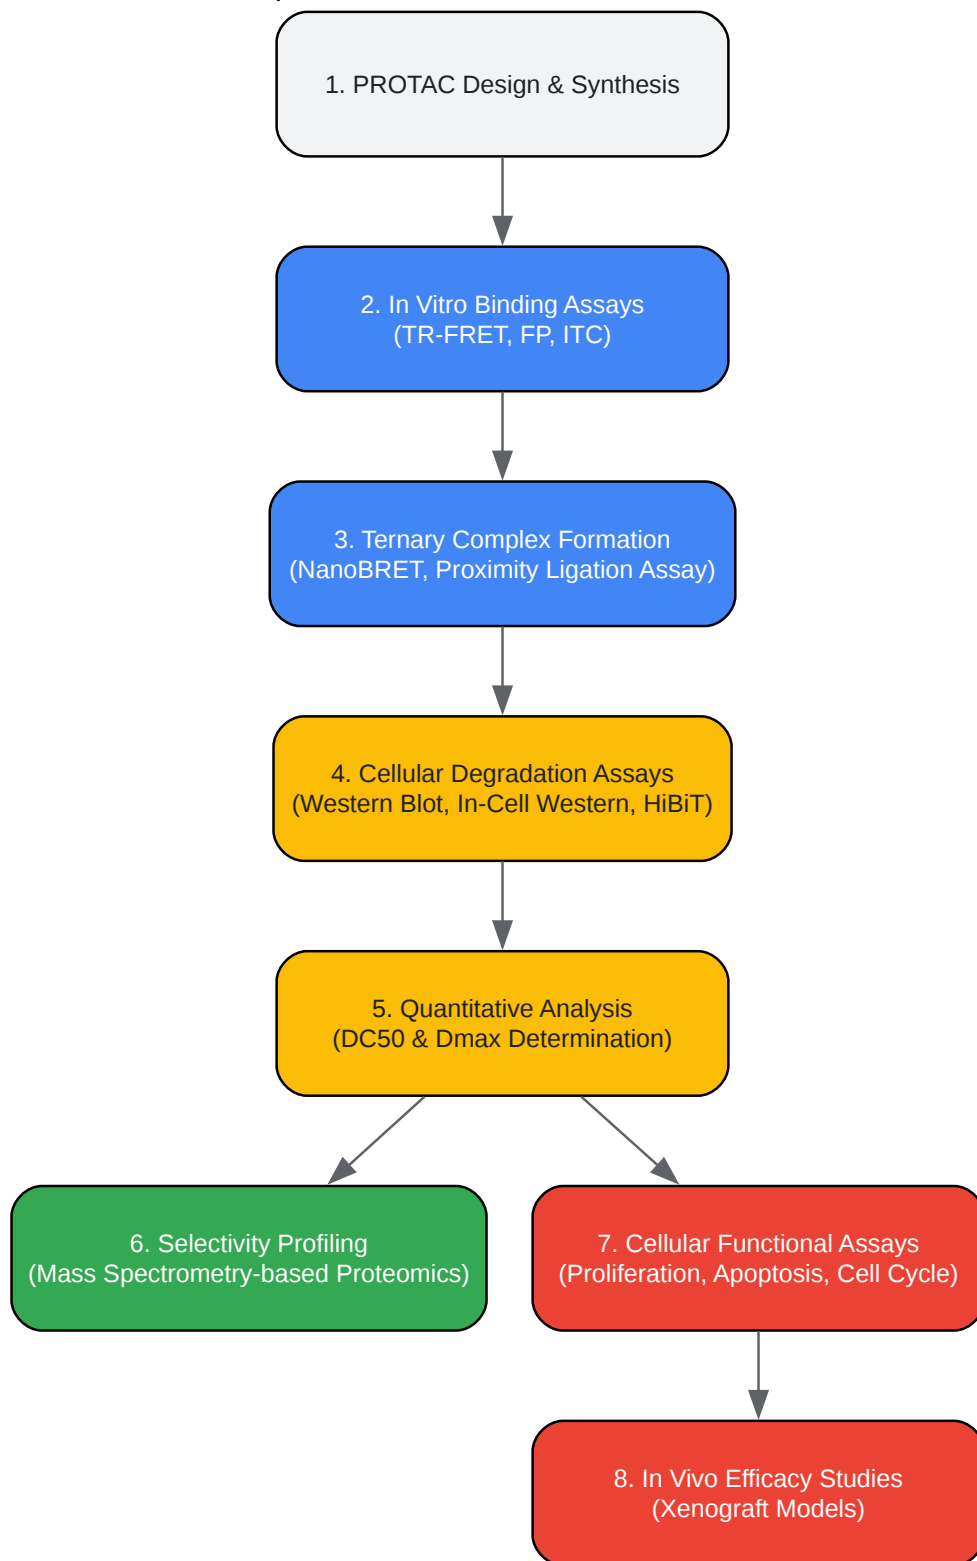 1. PROTAC Design & Synthesis
2. In Vitro Binding Assays
(TR-FRET, FP, ITC)
3. Ternary Complex Formation
(NanoBRET, Proximity Ligation Assay)
4. Cellular Degradation Assays
(Western Blot, In-Cell Western, HiBiT)
5. Quantitative Analysis
(DC50 & Dmax Determination)
6. Selectivity Profiling
(Mass Spectrometry-based Proteomics)
7. Cellular Functional Assays
(Proliferation, Apoptosis, Cell Cycle)
8. In Vivo Efficacy Studies
(Xenograft Models)